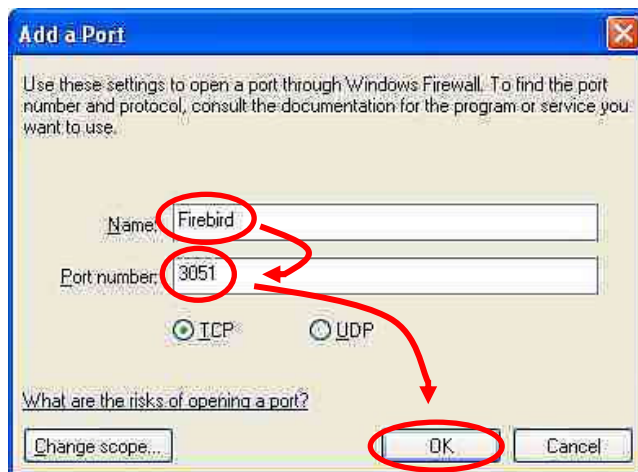 Add a Port
Use these settings to open a port through Windows Firewall. To find the port
number and protocol, consult the documentation for the program or service you
want to use.
Name: Firebird
Port number: 3051
TCP UDP
What are the risks of opening a port?
Change scope... OK Cancel